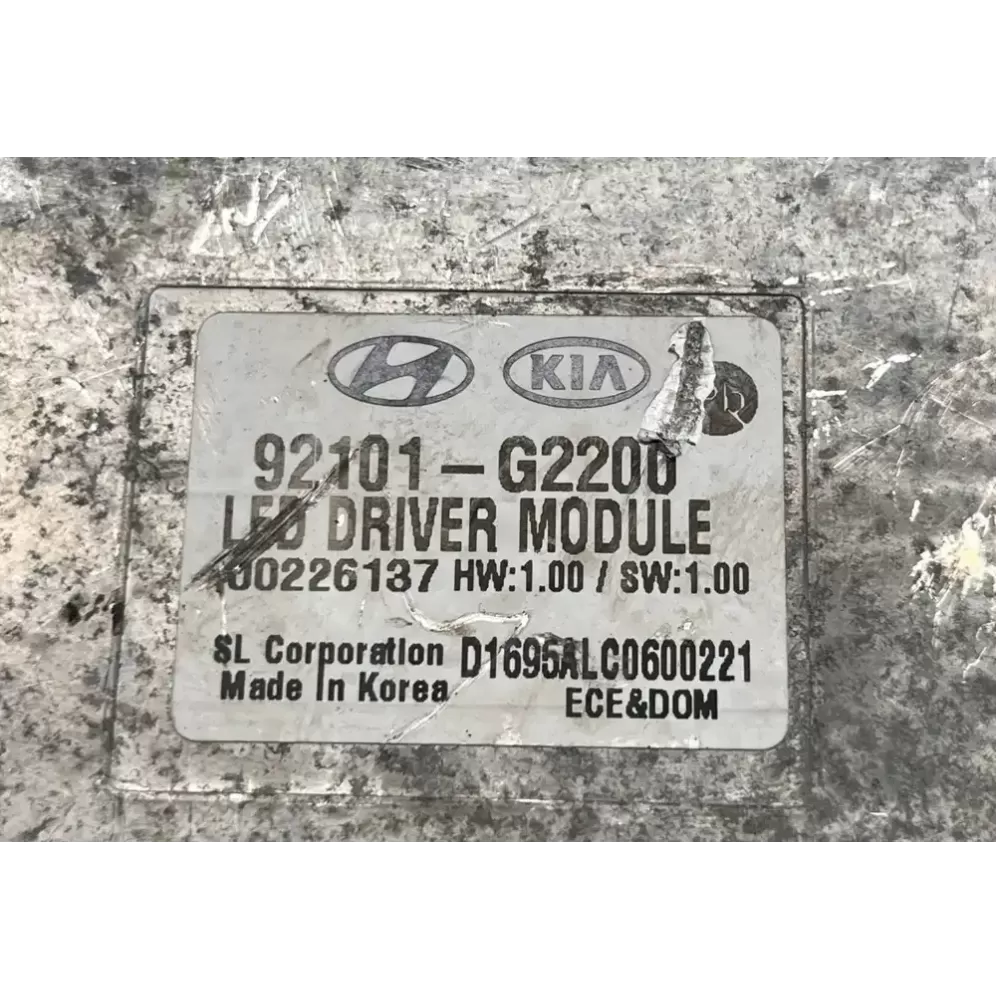 KIA
92101-G2200
LED DRIVER MODULE
00226137 HW:1.00 / SW:1.00
SL Corporation D1695ALC0600221
Made In Korea ECE&DOM